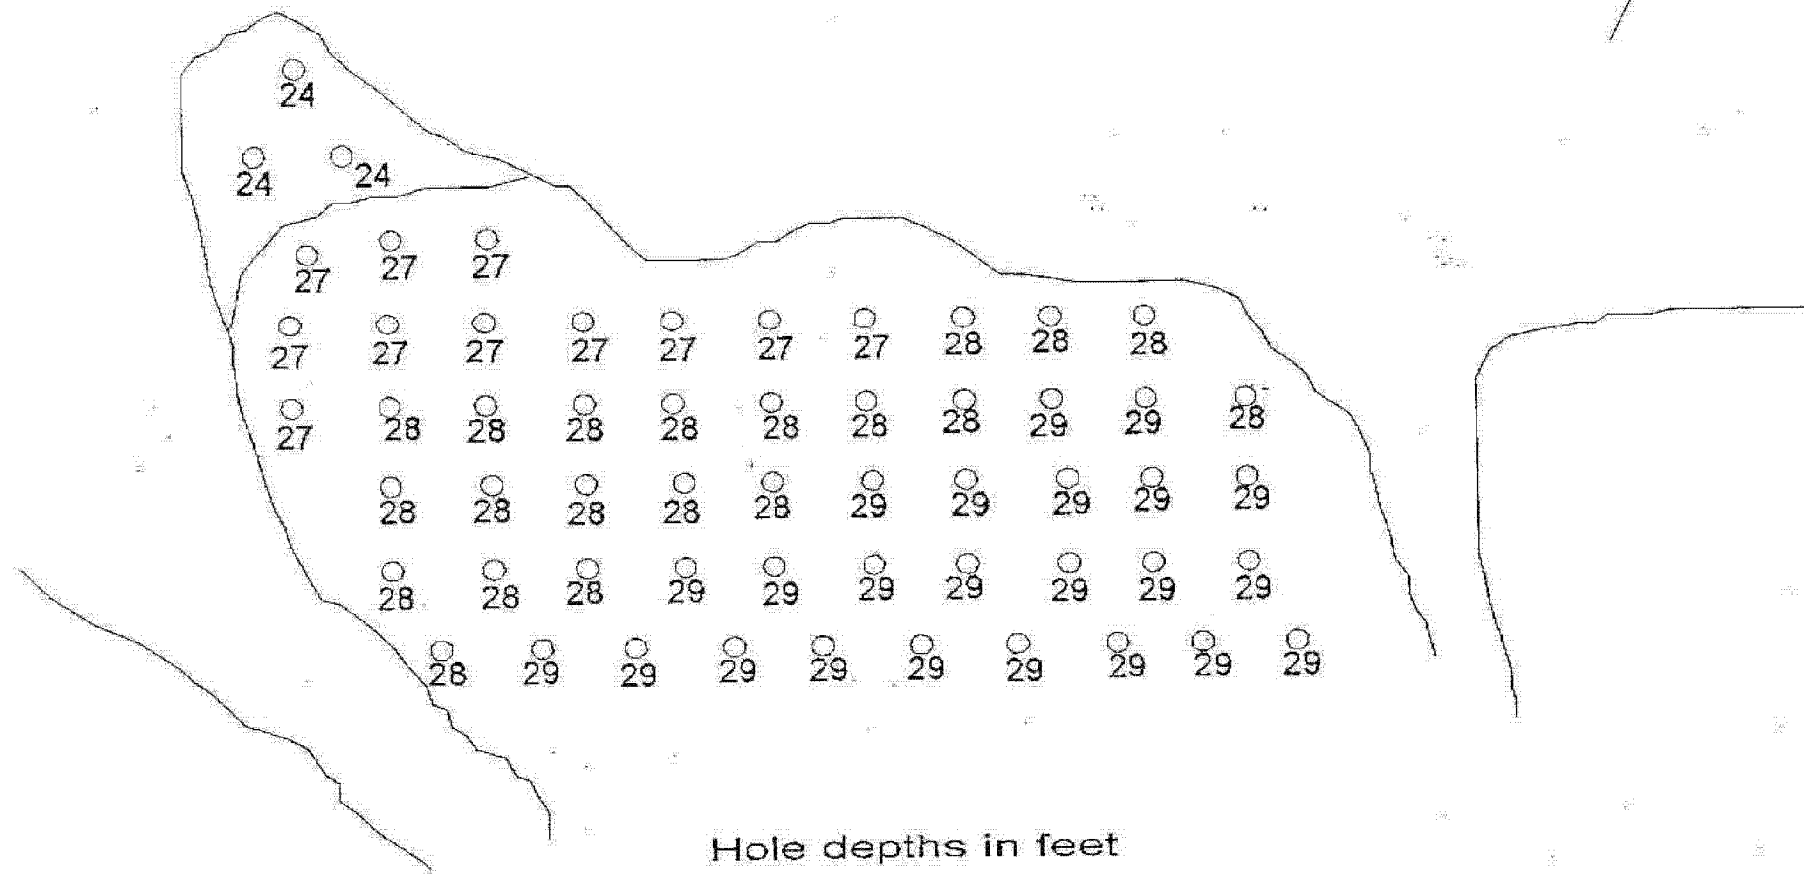 24
24 24
27 27 27
27 27 27 27 27 27 27 28 28 28
27 28 28 28 28 28 28 28 29 29 28
28 28 28 28 28 29 29 29 29 29
28 28 28 29 29 29 29 29 29 29
28 29 29 29 29 29 29 29 29 29
Hole depths in feet